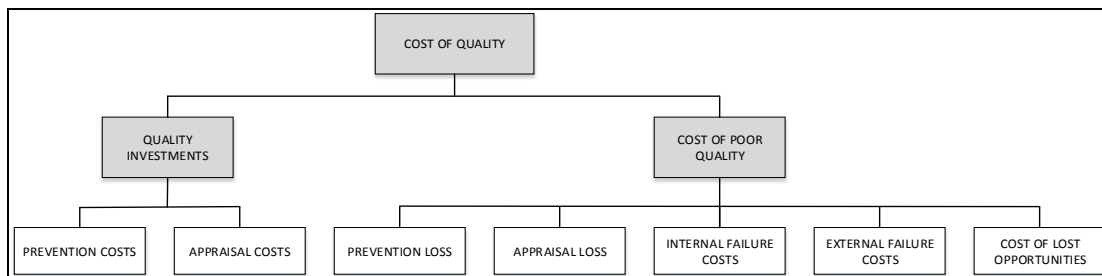 COST OF QUALITY
QUALITY
INVESTMENTS
COST OF POOR
QUALITY
PREVENTION COSTS
APPRAISAL COSTS
PREVENTION LOSS
APPRAISAL LOSS
INTERNAL FAILURE
COSTS
EXTERNAL FAILURE
COSTS
COST OF LOST
OPPORTUNITIES